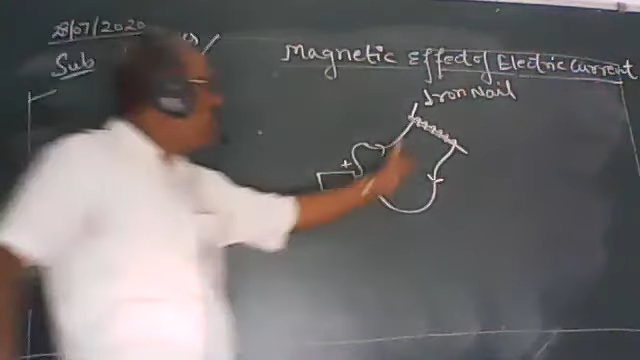 28/07/2020
Sub
Magnetic Effect of Electric Current
Iron Nail
+